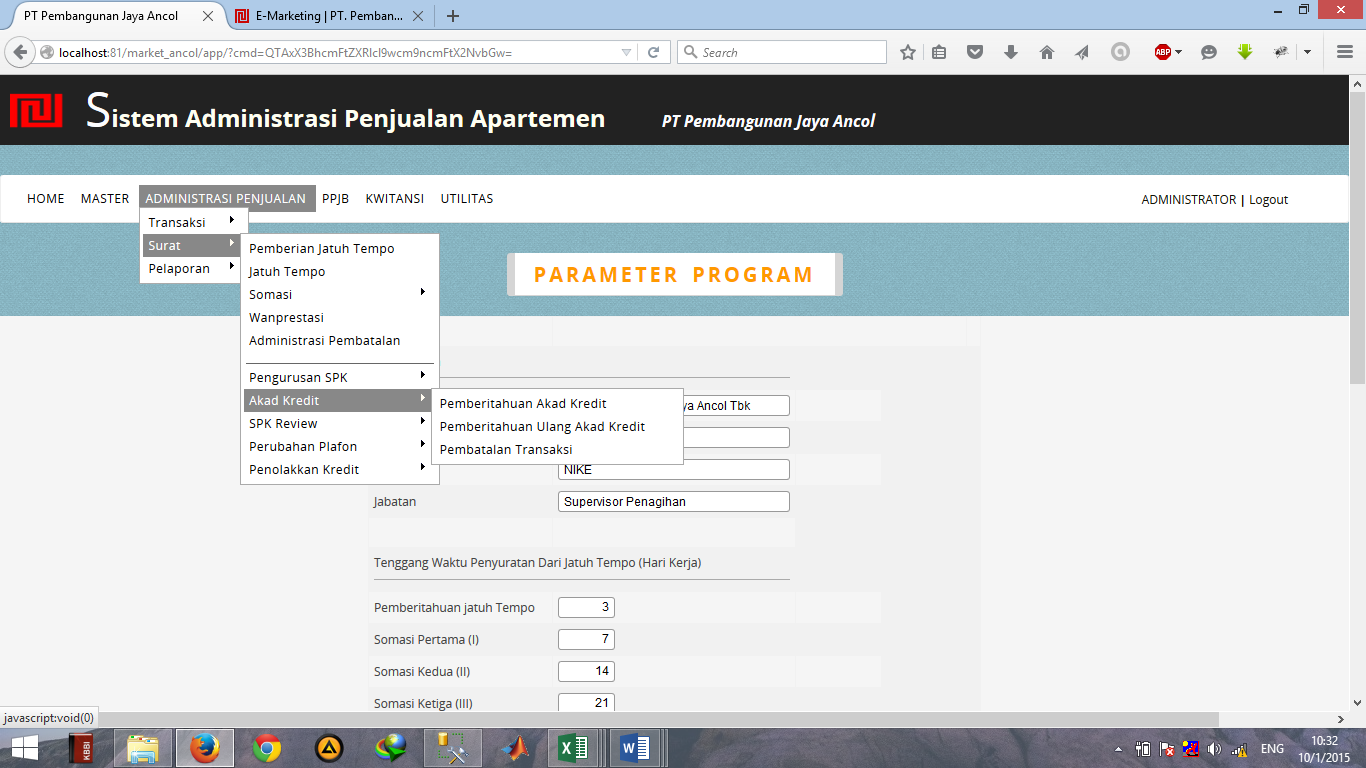 PT Pembangunan Jaya Ancol
E-Marketing | PT. Pemban...
localhost:81/market_ancol/app/?cmd=QTAxX3BhcmFtZXRlcI9wcm9ncmFtX2NvbGw=
Search
ABP
Sistem Administrasi Penjualan Apartemen PT Pembangunan Jaya Ancol
HOME MASTER ADMINISTRASI PENJUALAN PPJB KWITANSI UTILITAS ADMINISTRATOR | Logout
Transaksi
Surat
Pelaporan
Pemberian Jatuh Tempo
Jatuh Tempo
Somasi
Wanprestasi
Administrasi Pembatalan
Pengurusan SPK
Akad Kredit
SPK Review
Perubahan Plafon
Penolakkan Kredit
Pemberitahuan Akad Kredit
Pemberitahuan Ulang Akad Kredit
Pembatalan Transaksi
PARAMETER PROGRAM
ya Ancol Tbk
NIKE
Jabatan Supervisor Penagihan
Tenggang Waktu Penyuratan Dari Jatuh Tempo (Hari Kerja)
Pemberitahuan jatuh Tempo 3
Somasi Pertama (I) 7
Somasi Kedua (II) 14
Somasi Ketiga (III) 21
javascript:void(0)
KBBI
ENG
10:32
10/1/2015